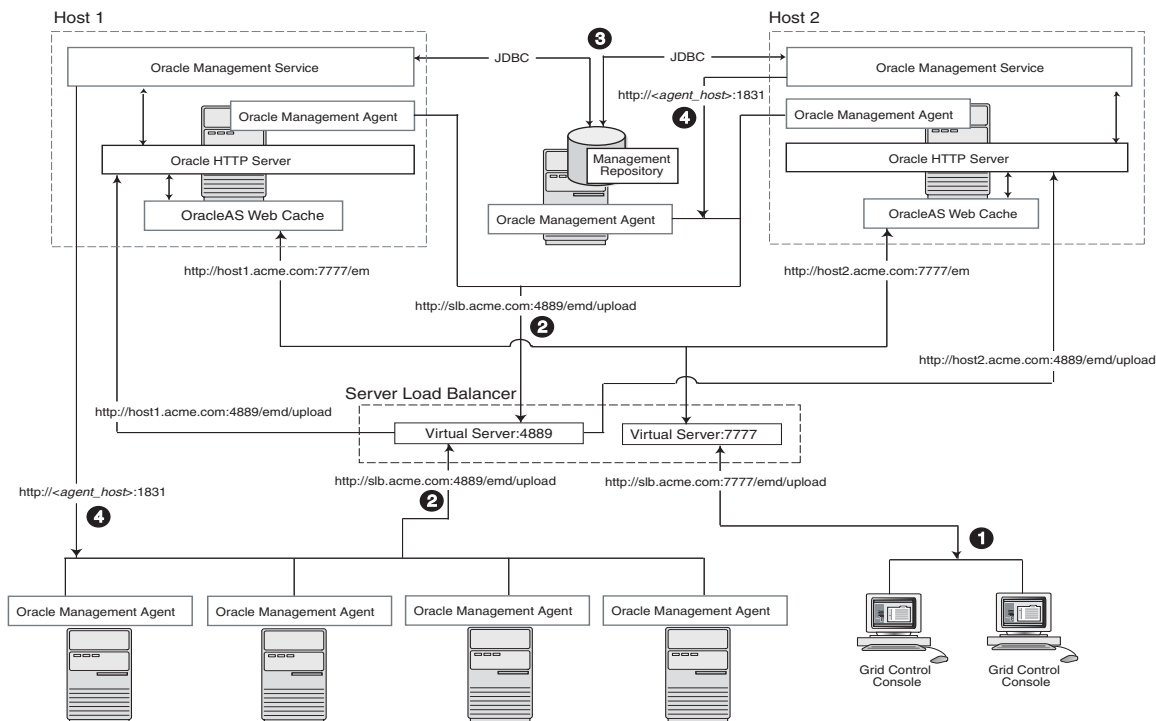 Host 1
Host 2
Oracle Management Service
JDBC
3
JDBC
Oracle Management Service
http://<agent_host>:1831
4
Oracle Management Agent
Oracle Management Agent
Oracle HTTP Server
Management
Repository
Oracle HTTP Server
OracleAS Web Cache
Oracle Management Agent
OracleAS Web Cache
http://host1.acme.com:7777/em
http://host2.acme.com:7777/em
http://slb.acme.com:4889/emd/upload
2
http://host2.acme.com:4889/emd/upload
Server Load Balancer
http://host1.acme.com:4889/emd/upload
Virtual Server:4889
Virtual Server:7777
http://<agent_host>:1831
4
http://slb.acme.com:4889/emd/upload
2
http://slb.acme.com:7777/emd/upload
1
Oracle Management Agent
Oracle Management Agent
Oracle Management Agent
Oracle Management Agent
Grid Control
Console
Grid Control
Console